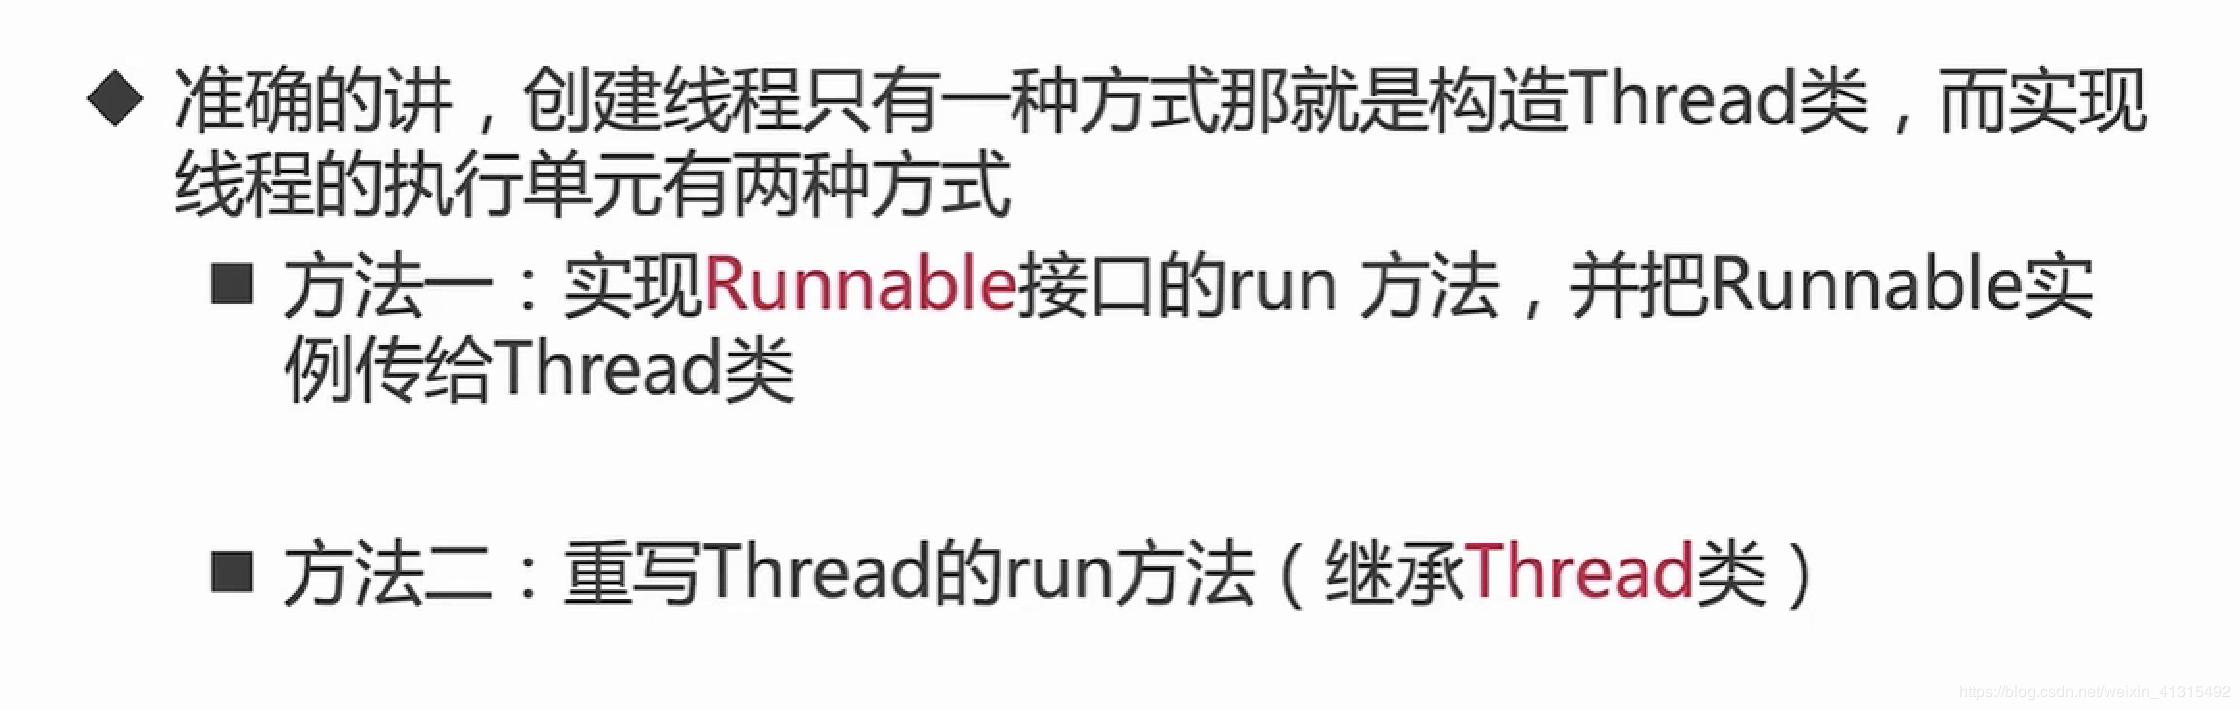 准确的讲，创建线程只有一种方式那就是构造Thread类，而实现
线程的执行单元有两种方式
方法一：实现Runnable接口的run 方法，并把Runnable实
例传给Thread类
方法二：重写Thread的run方法（继承Thread类）
https://blog.csdn.net/weixin_41315492